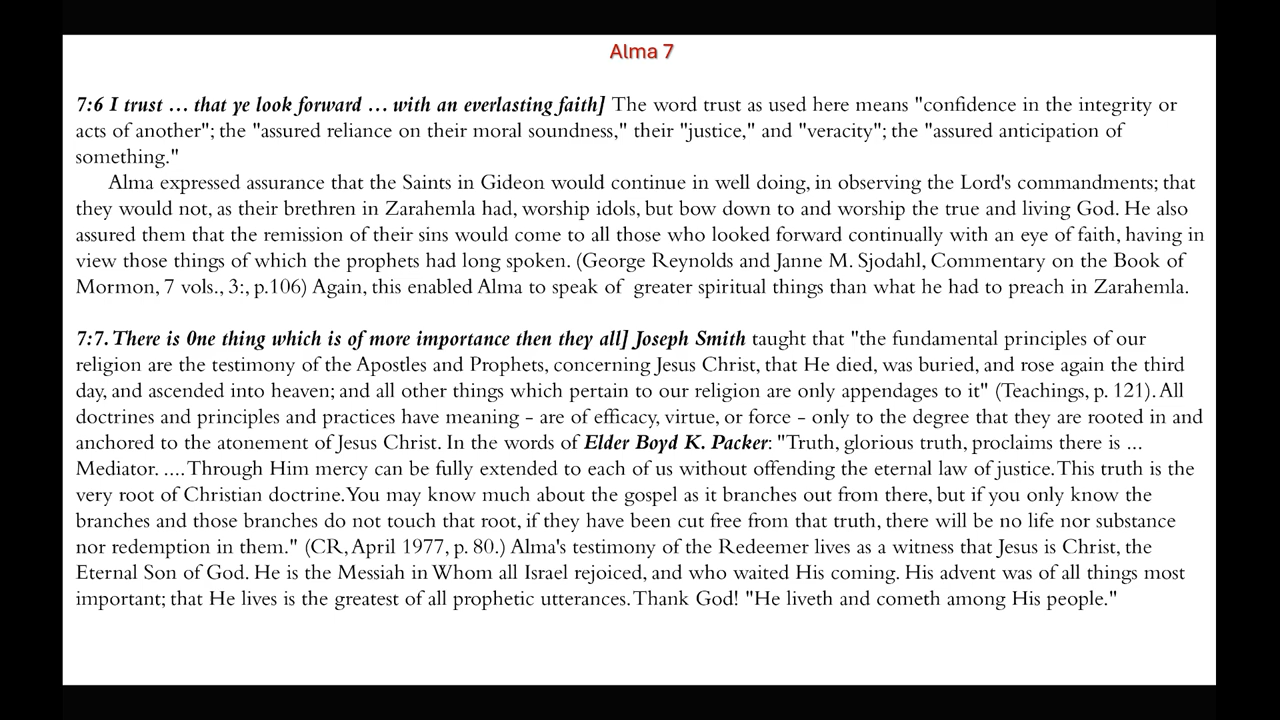 Alma 7
7:6 I trust … that ye look forward … with an everlasting faith] The word trust as used here means "confidence in the integrity or
acts of another"; the "assured reliance on their moral soundness," their "justice," and "veracity"; the "assured anticipation of
something."
Alma expressed assurance that the Saints in Gideon would continue in well doing, in observing the Lord's commandments; that
they would not, as their brethren in Zarahemla had, worship idols, but bow down to and worship the true and living God. He also
assured them that the remission of their sins would come to all those who looked forward continually with an eye of faith, having in
view those things of which the prophets had long spoken. (George Reynolds and Janne M. Sjodahl, Commentary on the Book of
Mormon, 7 vols., 3:, p.106) Again, this enabled Alma to speak of  greater spiritual things than what he had to preach in Zarahemla.
7:7. There is 0ne thing which is of more importance then they all] Joseph Smith taught that "the fundamental principles of our
religion are the testimony of the Apostles and Prophets, concerning Jesus Christ, that He died, was buried, and rose again the third
day, and ascended into heaven; and all other things which pertain to our religion are only appendages to it" (Teachings, p. 121). All
doctrines and principles and practices have meaning - are of efficacy, virtue, or force - only to the degree that they are rooted in and
anchored to the atonement of Jesus Christ. In the words of Elder Boyd K. Packer: "Truth, glorious truth, proclaims there is ...
Mediator. .... Through Him mercy can be fully extended to each of us without offending the eternal law of justice. This truth is the
very root of Christian doctrine. You may know much about the gospel as it branches out from there, but if you only know the
branches and those branches do not touch that root, if they have been cut free from that truth, there will be no life nor substance
nor redemption in them." (CR, April 1977, p. 80.) Alma's testimony of the Redeemer lives as a witness that Jesus is Christ, the
Eternal Son of God. He is the Messiah in Whom all Israel rejoiced, and who waited His coming. His advent was of all things most
important; that He lives is the greatest of all prophetic utterances. Thank God! "He liveth and cometh among His people."